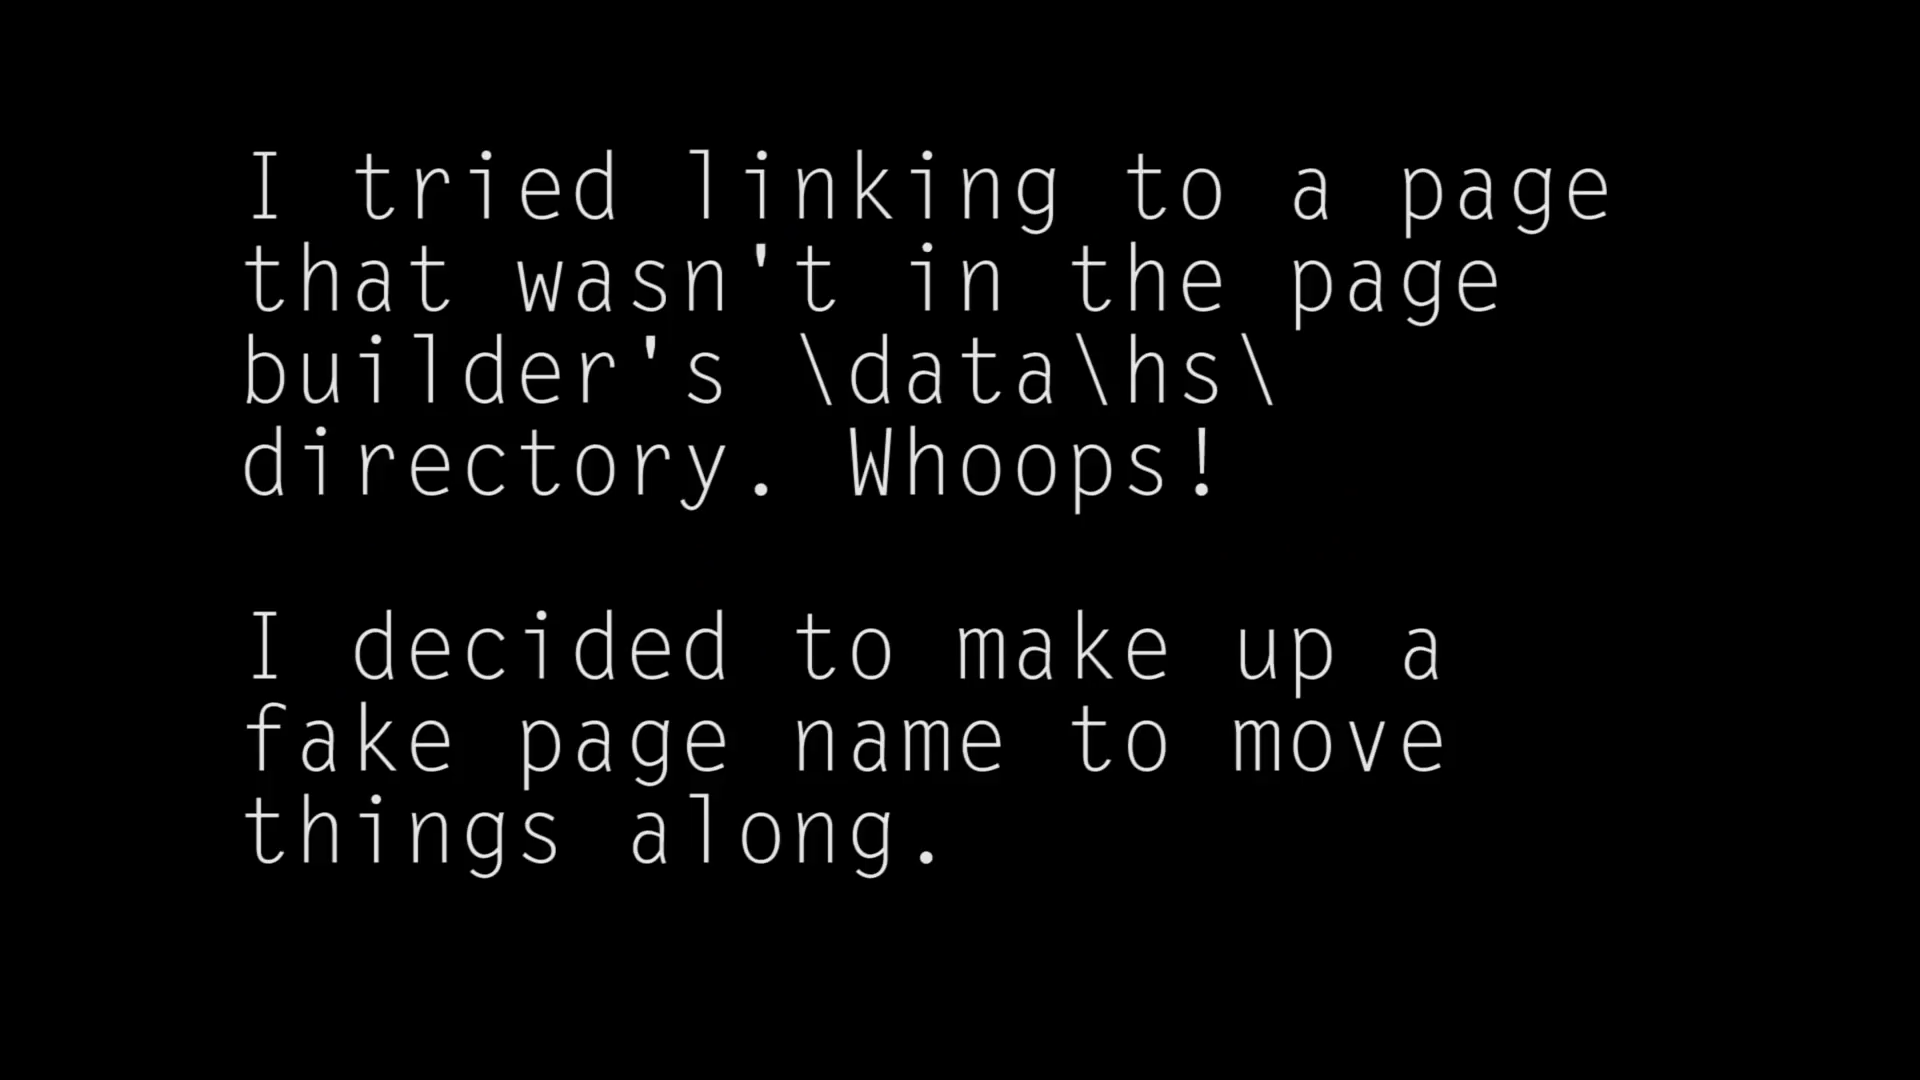 I tried linking to a page
that wasn't in the page
builder's \data\hs\
directory. Whoops!
I decided to make up a
fake page name to move
things along.